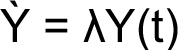 Ỳ = λY(t)